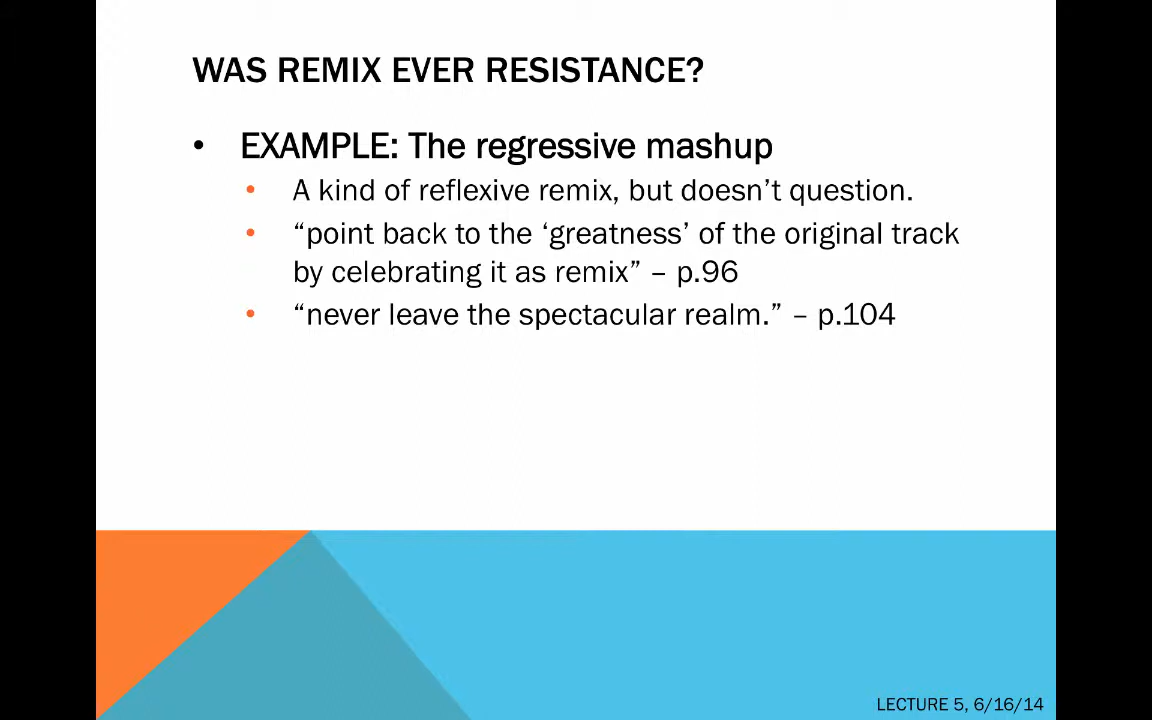 WAS REMIX EVER RESISTANCE?
• EXAMPLE: The regressive mashup
• A kind of reflexive remix, but doesn’t question.
• “point back to the ‘greatness’ of the original track
by celebrating it as remix” – p.96
• “never leave the spectacular realm.” – p.104
LECTURE 5, 6/16/14